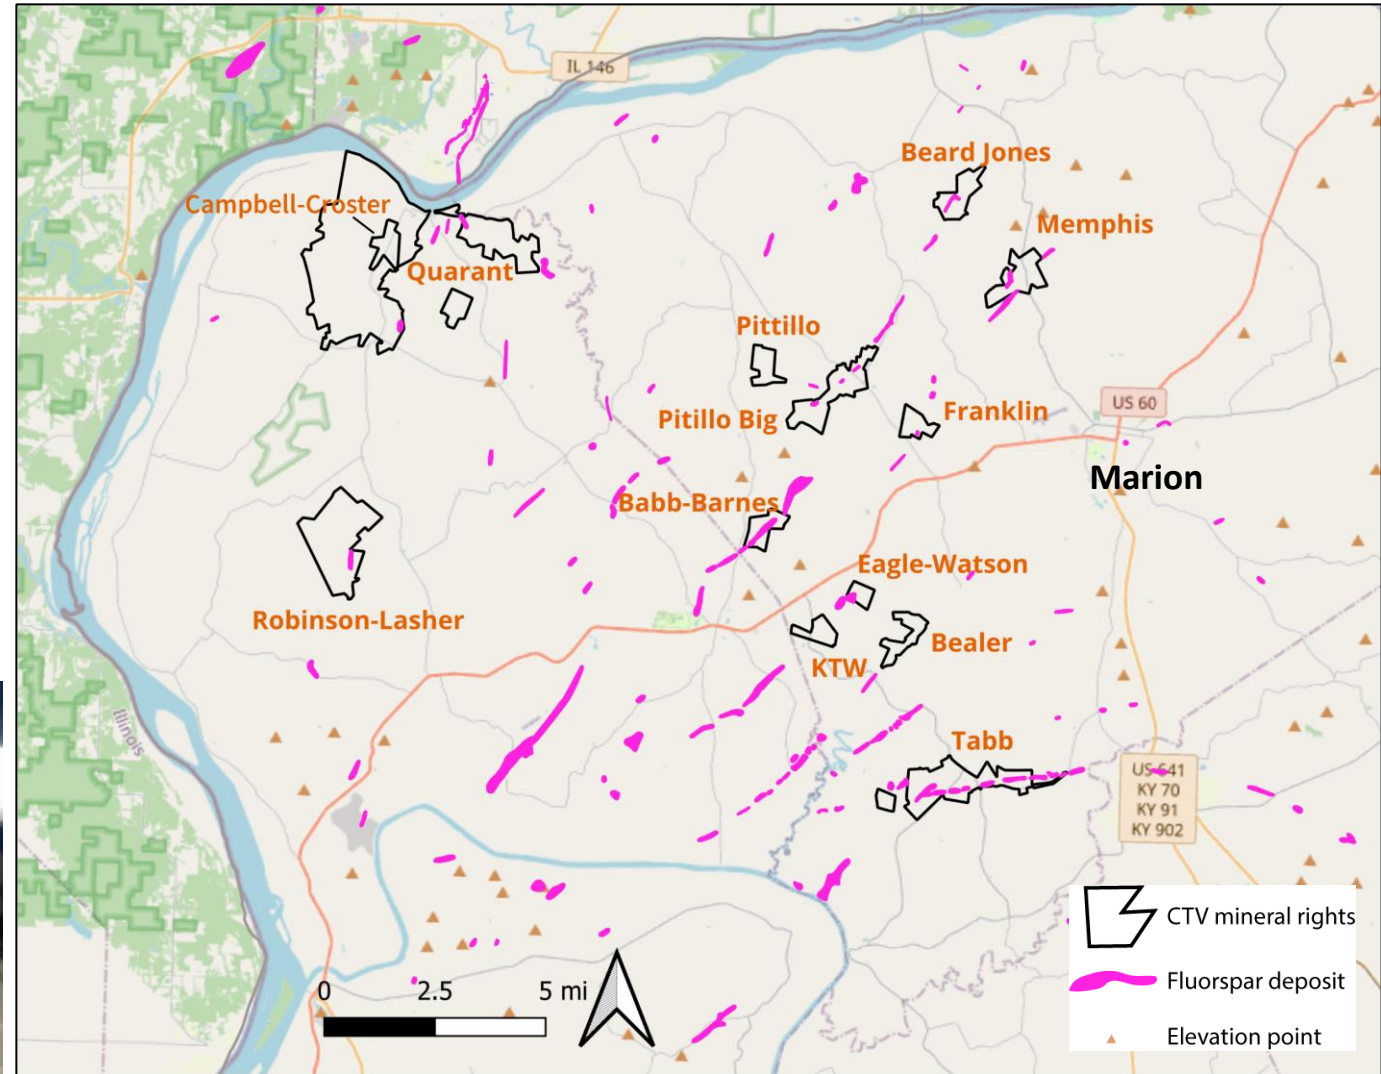 IL 146
Beard Jones
Campbell-Croster
Memphis
Quarant
Pittillo
US 60
Pitillo Big
Franklin
Marion
Babb-Barnes
Eagle-Watson
Robinson-Lasher
Bealer
KTW
Illinois
Tabb
US 641
KY 70
KY 91
KY 902
CTV mineral rights
Fluorspar deposit
Elevation point
0 2.5 5 mi